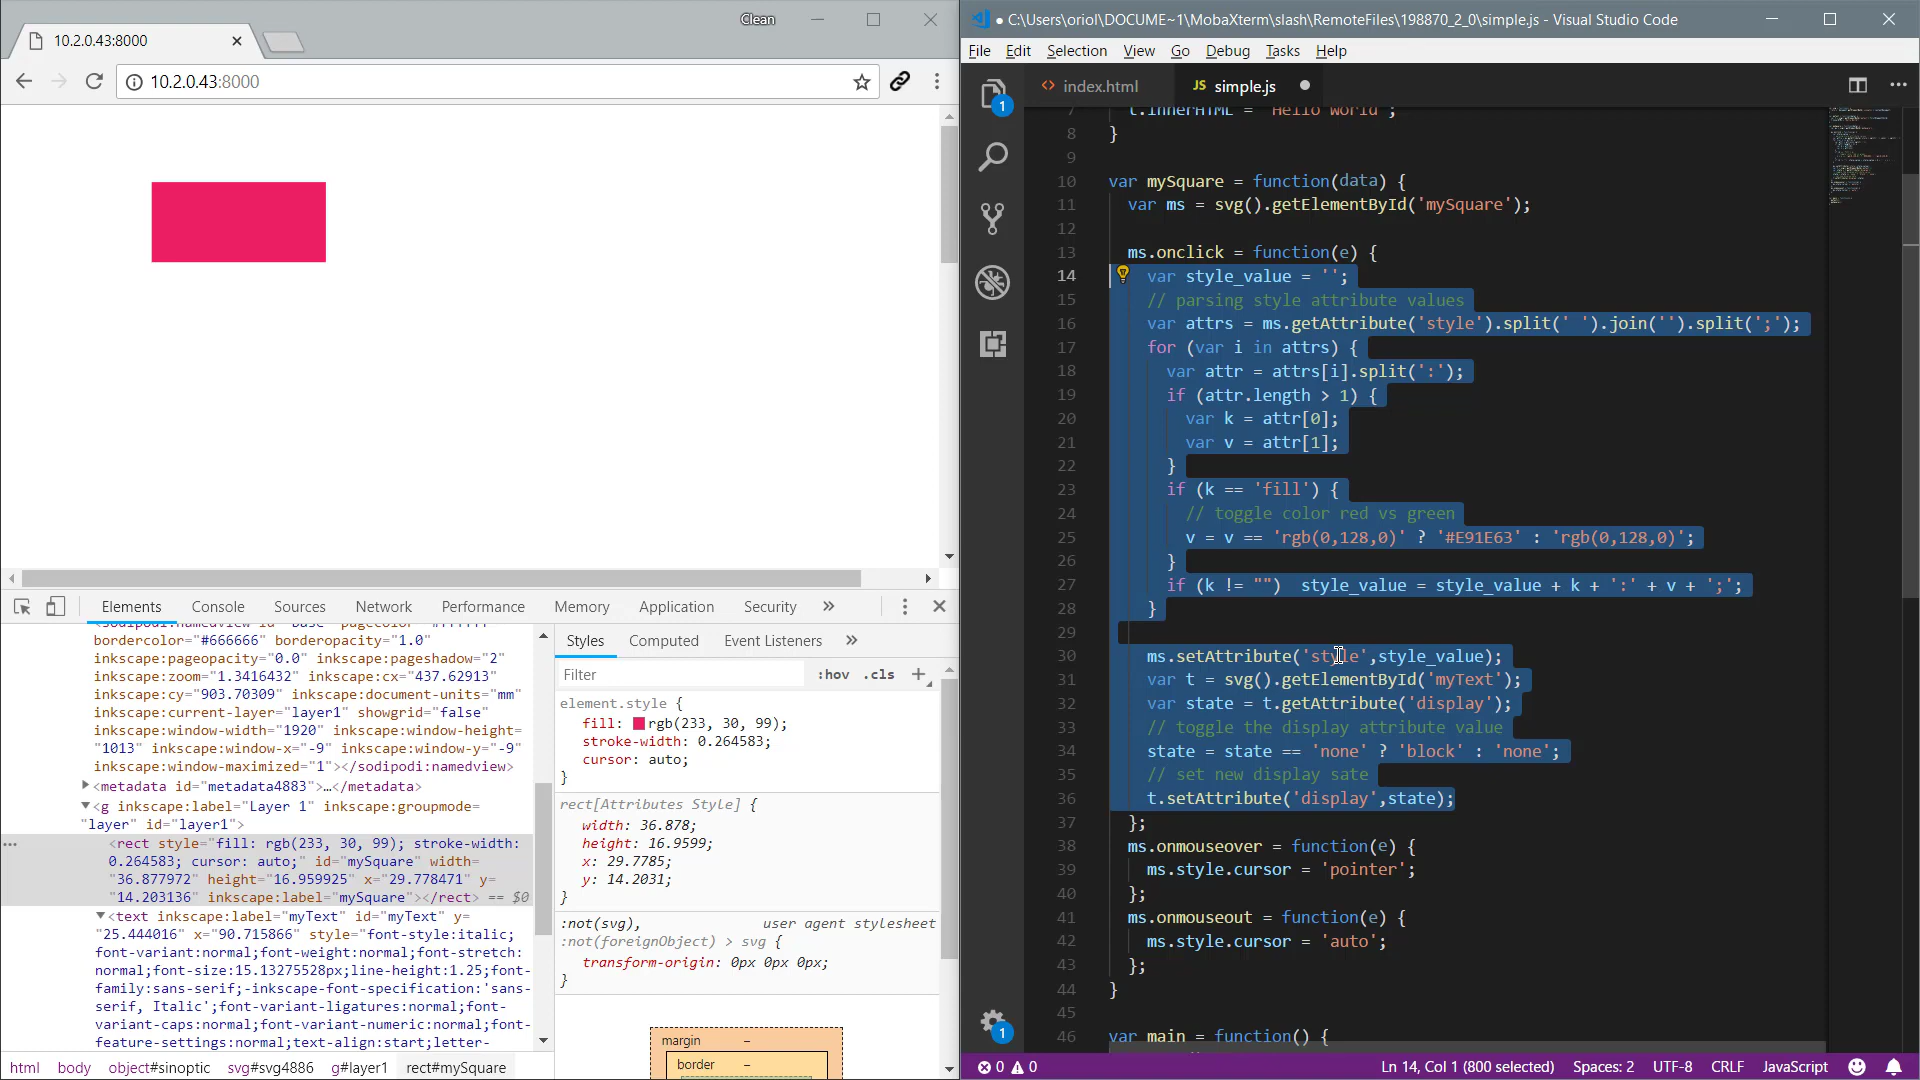 Clean
10.2.0.43:8000
10.2.0.43:8000
Elements Console Sources Network Performance Memory Application Security »
bordercolor="#666666" borderopacity="1.0"
inkscape:pageopacity="0.0" inkscape:pageshadow="2"
inkscape:zoom="1.3416432" inkscape:cx="437.62913"
inkscape:cy="903.70309" inkscape:document-units="mm"
inkscape:current-layer="layer1" showgrid="false"
inkscape:window-width="1920" inkscape:window-height=
"1013" inkscape:window-x="-9" inkscape:window-y="-9"
inkscape:window-maximized="1"></sodipodi:namedview>
<metadata id="metadata4883">…</metadata>
<g inkscape:label="Layer 1" inkscape:groupmode=
"layer" id="layer1">
<rect style="fill: rgb(233, 30, 99); stroke-width:
0.264583; cursor: auto;" id="mySquare" width=
"36.877972" height="16.959925" x="29.778471" y=
"14.203136" inkscape:label="mySquare"></rect> == $0
<text inkscape:label="myText" id="myText" y=
"25.444016" x="90.715866" style="font-style:italic;
font-variant:normal;font-weight:normal;font-stretch:
normal;font-size:15.13275528px;line-height:1.25;font-
family:sans-serif;-inkscape-font-specification:'sans-
serif, Italic';font-variant-ligatures:normal;font-
variant-caps:normal;font-variant-numeric:normal;font-
feature-settings:normal;text-align:start;letter-
html body object#sinoptic svg#svg4886 g#layer1 rect#mySquare
Styles Computed Event Listeners »
Filter :hov .cls +
element.style {
fill: rgb(233, 30, 99);
stroke-width: 0.264583;
cursor: auto;
}
rect[Attributes Style] {
width: 36.878;
height: 16.9599;
x: 29.7785;
y: 14.2031;
}
:not(svg), user agent stylesheet
:not(foreignObject) > svg {
transform-origin: 0px 0px 0px;
}
margin –
border –
C:\Users\oriol\DOCUME~1\MobaXterm\slash\RemoteFiles\198870_2_0\simple.js - Visual Studio Code
File Edit Selection View Go Debug Tasks Help
<> index.html JS simple.js
1
7 t.innerHTML = 'Hello World';
8 }
9
10 var mySquare = function(data) {
11 var ms = svg().getElementById('mySquare');
12
13 ms.onclick = function(e) {
14 var style_value = '';
15 // parsing style attribute values
16 var attrs = ms.getAttribute('style').split(' ').join('').split(';');
17 for (var i in attrs) {
18 var attr = attrs[i].split(':');
19 if (attr.length > 1) {
20 var k = attr[0];
21 var v = attr[1];
22 }
23 if (k == 'fill') {
24 // toggle color red vs green
25 v = v == 'rgb(0,128,0)' ? '#E91E63' : 'rgb(0,128,0)';
26 }
27 if (k != "") style_value = style_value + k + ':' + v + ';';
28 }
29
30 ms.setAttribute('style',style_value);
31 var t = svg().getElementById('myText');
32 var state = t.getAttribute('display');
33 // toggle the display attribute value
34 state = state == 'none' ? 'block' : 'none';
35 // set new display sate
36 t.setAttribute('display',state);
37 };
38 ms.onmouseover = function(e) {
39 ms.style.cursor = 'pointer';
40 };
41 ms.onmouseout = function(e) {
42 ms.style.cursor = 'auto';
43 };
44 }
45
46 var main = function() {
1
0 0 Ln 14, Col 1 (800 selected) Spaces: 2 UTF-8 CRLF JavaScript